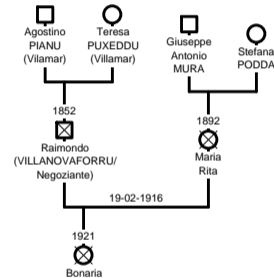 Agostino
PIANU
(Vilamar)
Teresa
PUXEDDU
(Villamar)
Giuseppe
Antonio
MURA
Stefana
PODDA
1852
1892
Raimondo
(VILLANOVAFORRU/
Negoziante)
Maria
Rita
19-02-1916
1921
Bonaria